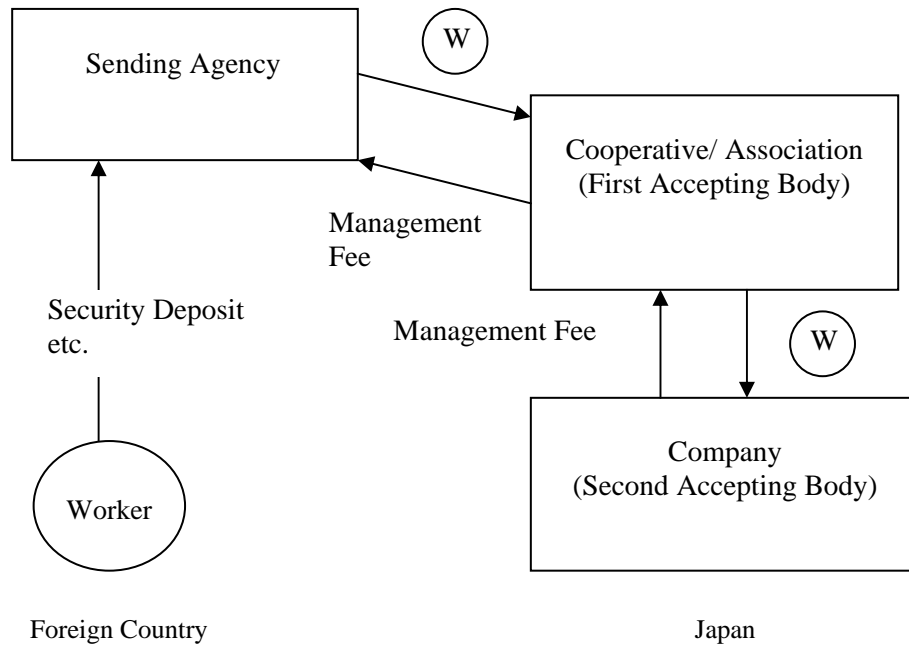 W
Sending Agency
Cooperative/ Association
(First Accepting Body)
Management
Fee
Security Deposit
etc.
Management Fee
W
Company
(Second Accepting Body)
Worker
Foreign Country
Japan